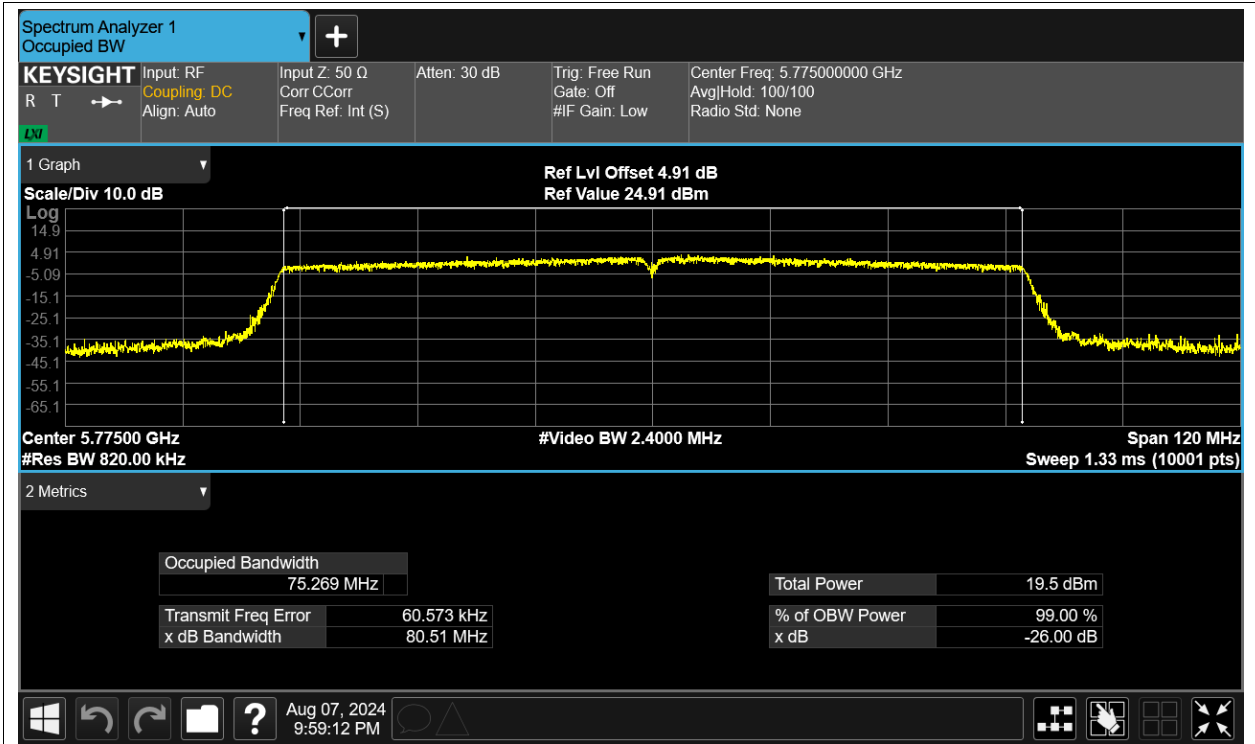 Spectrum Analyzer 1
Occupied BW
KEYSIGHT
R T
LXI
Input: RF
Coupling: DC
Align: Auto
Input Z: 50 Ω
Corr CCorr
Freq Ref: Int (S)
Atten: 30 dB
Trig: Free Run
Gate: Off
#IF Gain: Low
Center Freq: 5.775000000 GHz
Avg|Hold: 100/100
Radio Std: None
1 Graph
Scale/Div 10.0 dB
Ref Lvl Offset 4.91 dB
Ref Value 24.91 dBm
Log
14.9
4.91
-5.09
-15.1
-25.1
-35.1
-45.1
-55.1
-65.1
Center 5.77500 GHz
#Video BW 2.4000 MHz
Span 120 MHz
#Res BW 820.00 kHz
Sweep 1.33 ms (10001 pts)
2 Metrics
Occupied Bandwidth
75.269 MHz
Transmit Freq Error 60.573 kHz
x dB Bandwidth 80.51 MHz
Total Power 19.5 dBm
% of OBW Power 99.00 %
x dB -26.00 dB
?
Aug 07, 2024
9:59:12 PM